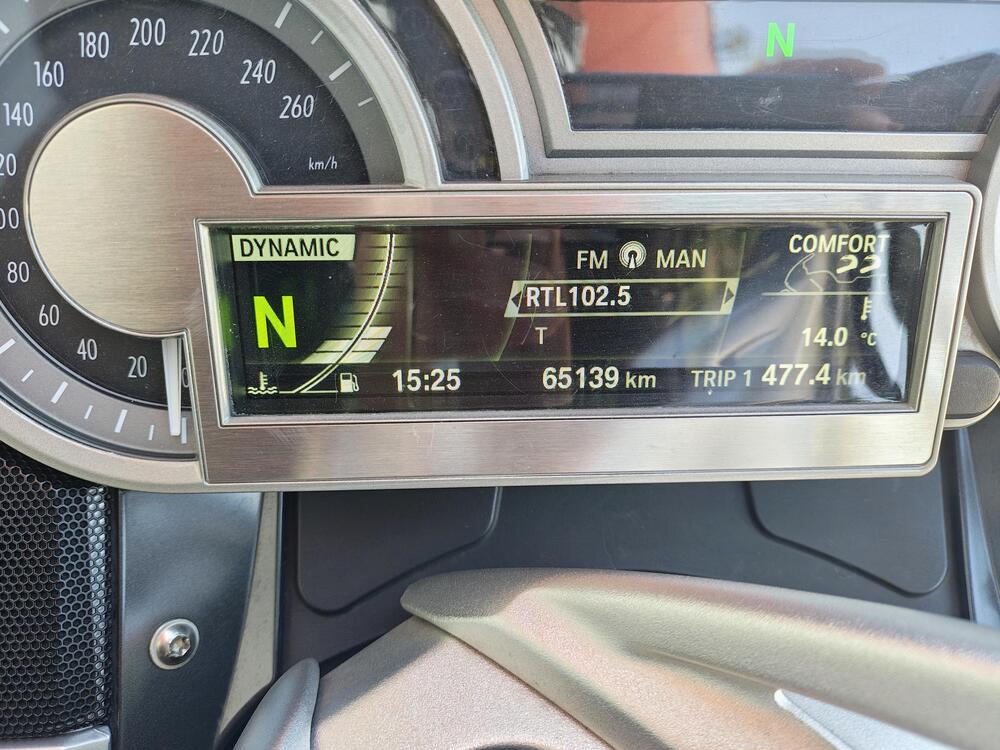 200
180
220
160
240
140
260
km/h
80
60
40
20
N
DYNAMIC
N
FM MAN
RTL102.5
T
COMFORT
14.0 °C
15:25
65139 km
TRIP 1 477.4 km